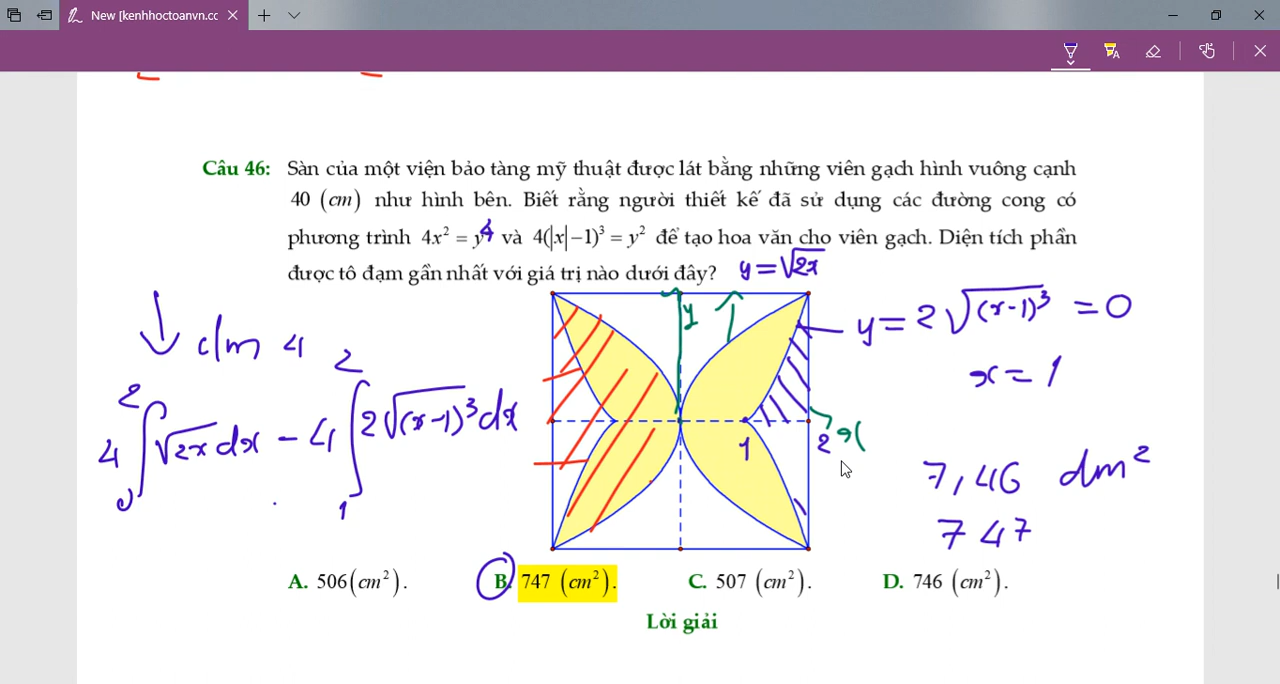 New [kenhhoctoanvn.cc
Câu 46: Sàn của một viện bảo tàng mỹ thuật được lát bằng những viên gạch hình vuông cạnh
40 (cm) như hình bên. Biết rằng người thiết kế đã sử dụng các đường cong có
phương trình 4x² = y⁴ và 4(|x|−1)³ = y² để tạo hoa văn cho viên gạch. Diện tích phần
được tô đạm gần nhất với giá trị nào dưới đây?
y = √2x
y
y = 2√(x-1)³ = 0
x = 1
↓ dm 4
4 ∫₀² √2x dx - 4 ∫₁² 2√(x-1)³ dx
1 2 x
7,46 dm²
747
A. 506(cm²). B. 747 (cm²). C. 507 (cm²). D. 746 (cm²).
Lời giải